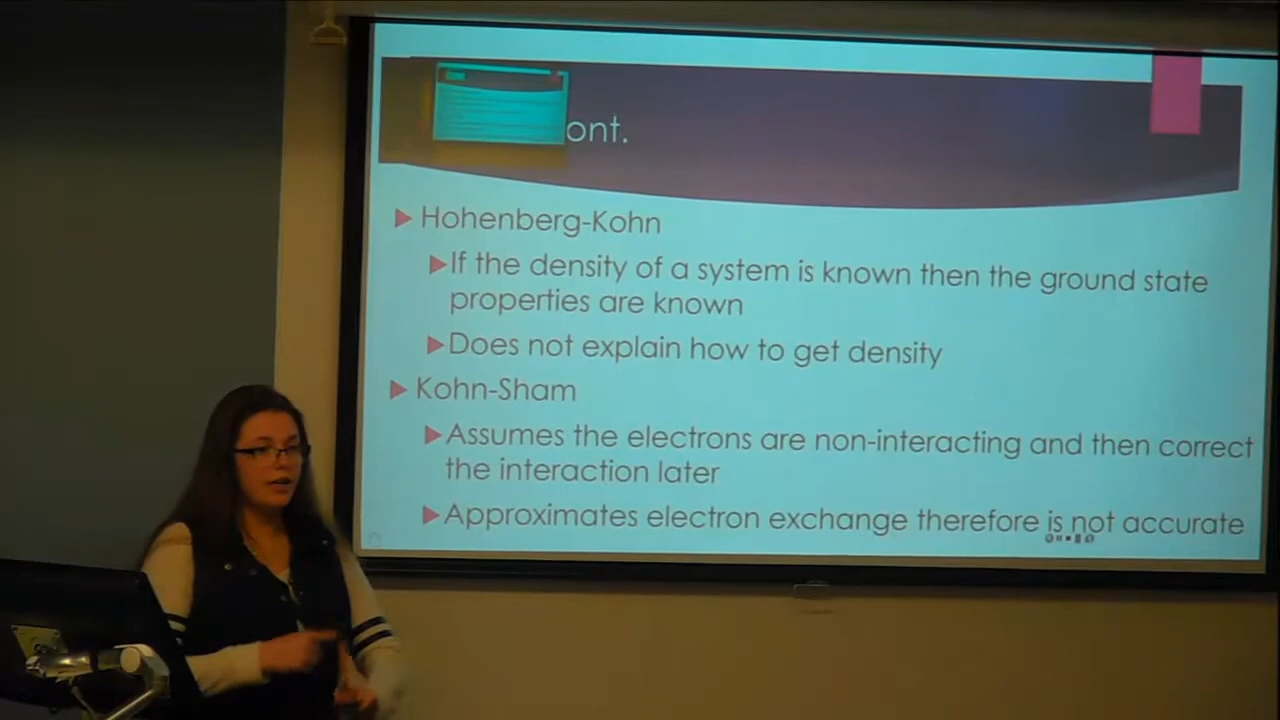 ont.
Hohenberg-Kohn
If the density of a system is known then the ground state
properties are known
Does not explain how to get density
Kohn-Sham
Assumes the electrons are non-interacting and then correct
the interaction later
Approximates electron exchange therefore is not accurate